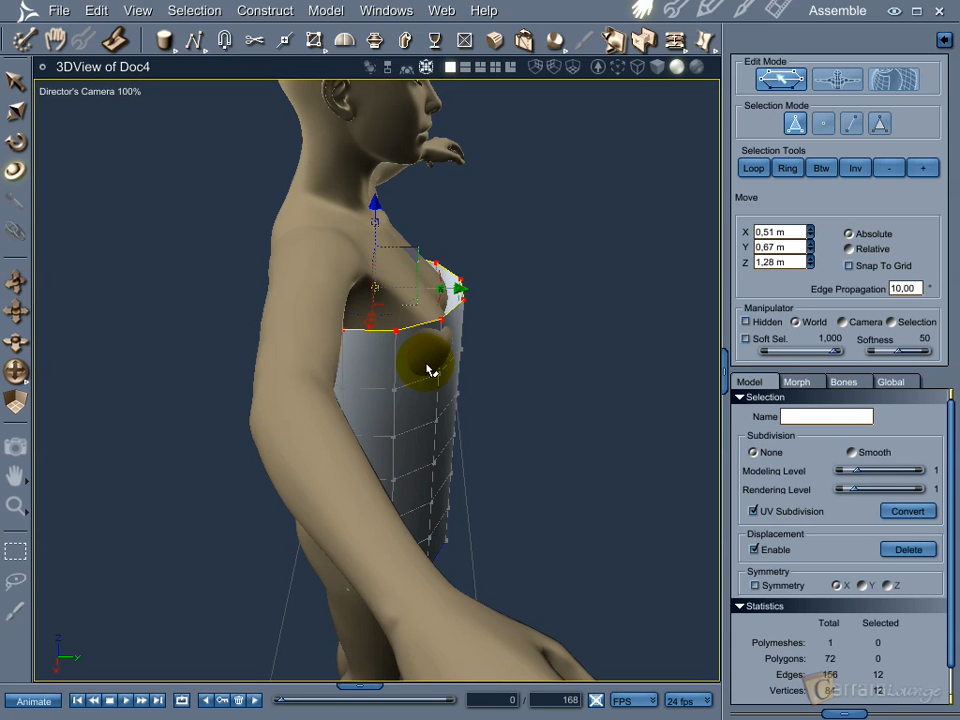 File Edit View Selection Construct Model Windows Web Help Assemble
3DView of Doc4
Director's Camera 100%
Edit Mode
Selection Mode
Selection Tools
Loop Ring Btw Inv - +
Move
X 0,51 m Absolute
Y 0,67 m Relative
Z 1,28 m Snap To Grid
Edge Propagation 10,00 °
Manipulator
Hidden World Camera Selection
Soft Sel. 1,000 Softness 50
Model Morph Bones Global
Selection
Name
Subdivision
None Smooth
Modeling Level 1
Rendering Level 1
UV Subdivision Convert
Displacement
Enable Delete
Symmetry
Symmetry X Y Z
Statistics
Total Selected
Polymeshes: 1 0
Polygons: 72 0
Edges: 156 12
Vertices: 12
Animate 0 / 168 FPS 24 fps
z
y
x